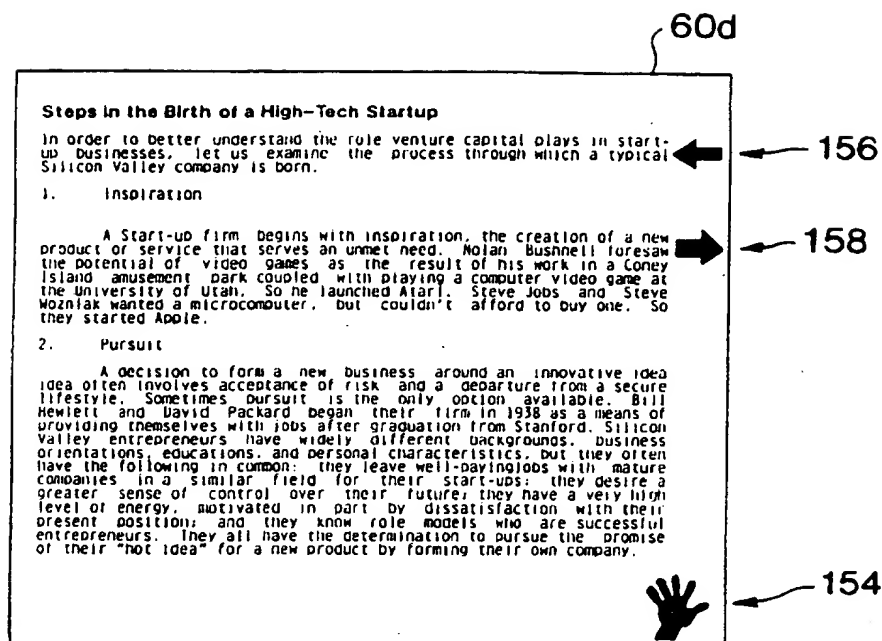 60d
Steps in the Birth of a High-Tech Startup
In order to better understand the role venture capital plays in start-
up businesses, let us examine the process through which a typical
Silicon Valley company is born.
156
1. Inspiration
A Start-up firm begins with inspiration, the creation of a new
product or service that serves an unmet need. Nolan Bushnell foresaw
158
the potential of video games as the result of his work in a Coney
Island amusement park coupled with playing a computer video game at
the University of Utah. So he launched Atari. Steve Jobs and Steve
Wozniak wanted a microcomputer, but couldn't afford to buy one. So
they started Apple.
2. Pursuit
A decision to form a new business around an innovative idea
idea often involves acceptance of risk and a departure from a secure
lifestyle. Sometimes pursuit is the only option available. Bill
Hewlett and David Packard began their firm in 1938 as a means of
providing themselves with jobs after graduation from Stanford. Silicon
Valley entrepreneurs have widely different backgrounds, business
orientations, educations, and personal characteristics, but they often
have the following in common: they leave well-payingjobs with mature
companies in a similar field for their start-ups; they desire a
greater sense of control over their future; they have a very high
level of energy, motivated in part by dissatisfaction with their
present position; and they know role models who are successful
entrepreneurs. They all have the determination to pursue the promise
of their "hot idea" for a new product by forming their own company.
154